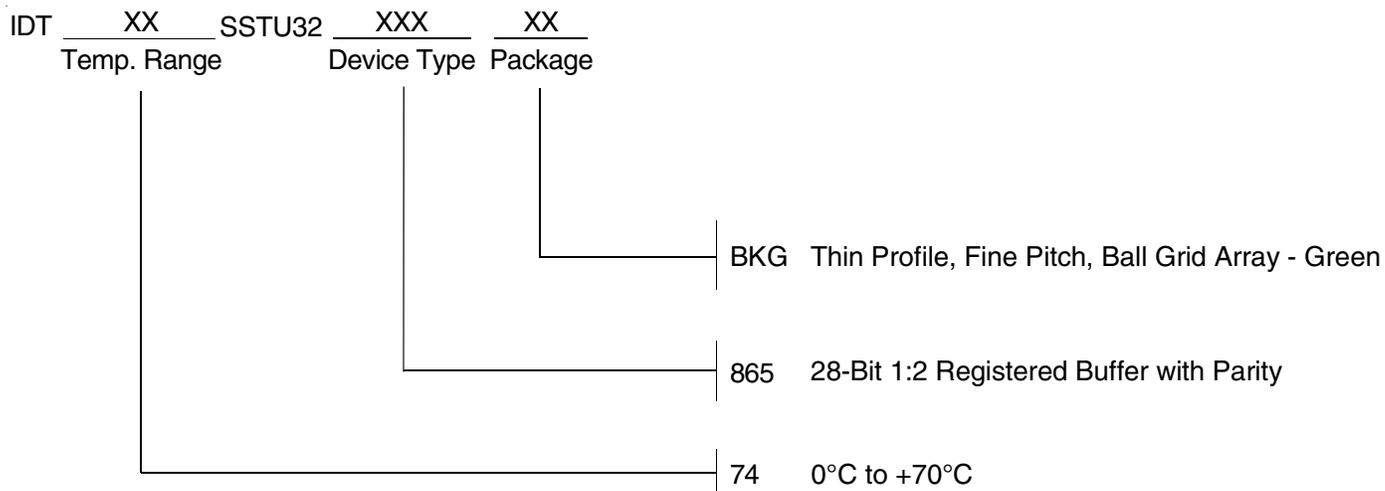 IDT XX SSTU32 XXX XX
Temp. Range Device Type Package
BKG Thin Profile, Fine Pitch, Ball Grid Array - Green
865 28-Bit 1:2 Registered Buffer with Parity
74 0°C to +70°C